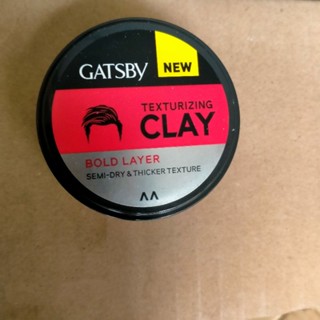 GATSBY
NEW
TEXTURIZING
CLAY
BOLD LAYER
SEMI-DRY & THICKER TEXTURE